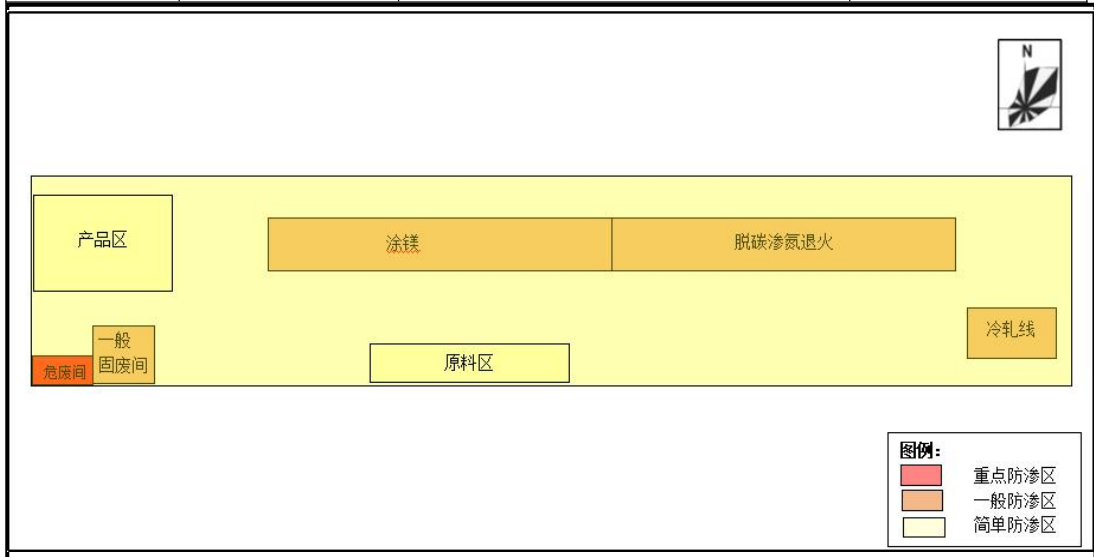 N
产品区
涂镁
脱碳渗氮退火
冷轧线
一般
固废间
危废间
原料区
图例：
重点防渗区
一般防渗区
简单防渗区